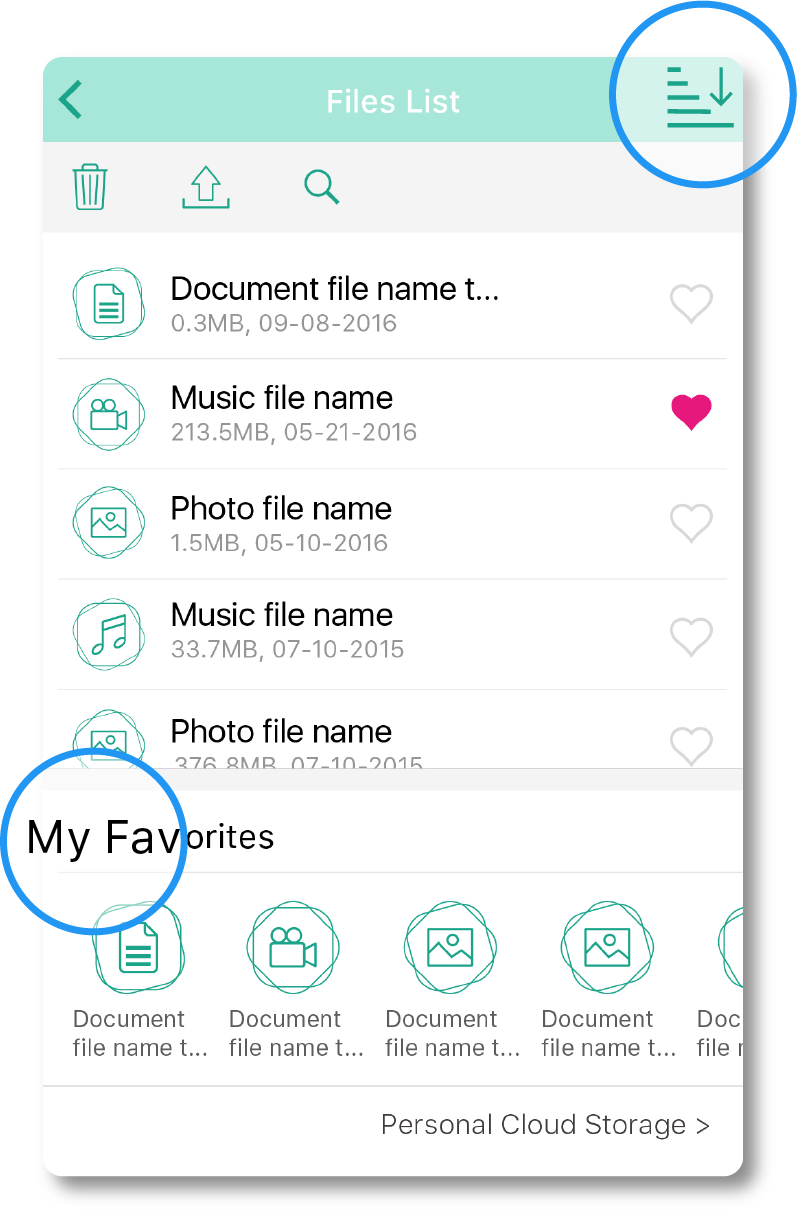 Files List
Document file name t...
0.3MB, 09-08-2016
Music file name
213.5MB, 05-21-2016
Photo file name
1.5MB, 05-10-2016
Music file name
33.7MB, 07-10-2015
Photo file name
376.8MB, 07-10-2015
My Favorites
Document Document Document Document Doc
file name t... file name t... file name t... file name t... file
Personal Cloud Storage >